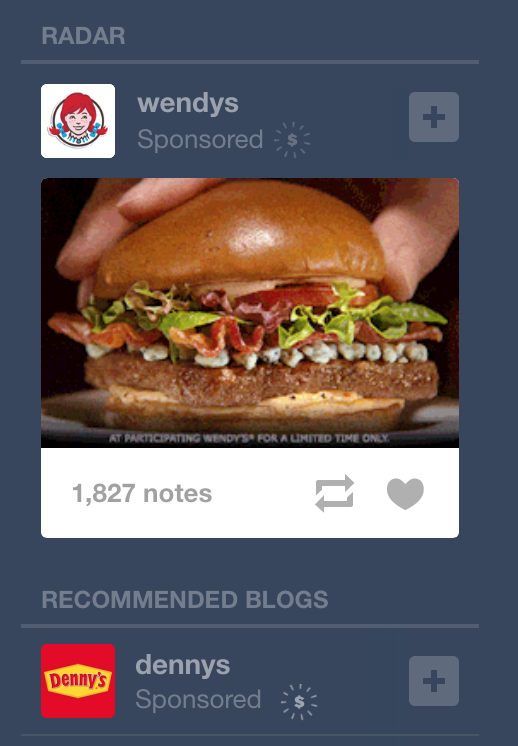 RADAR
wendys
Sponsored $
AT PARTICIPATING WENDY'S® FOR A LIMITED TIME ONLY.
1,827 notes
RECOMMENDED BLOGS
Denny's
dennys
Sponsored $